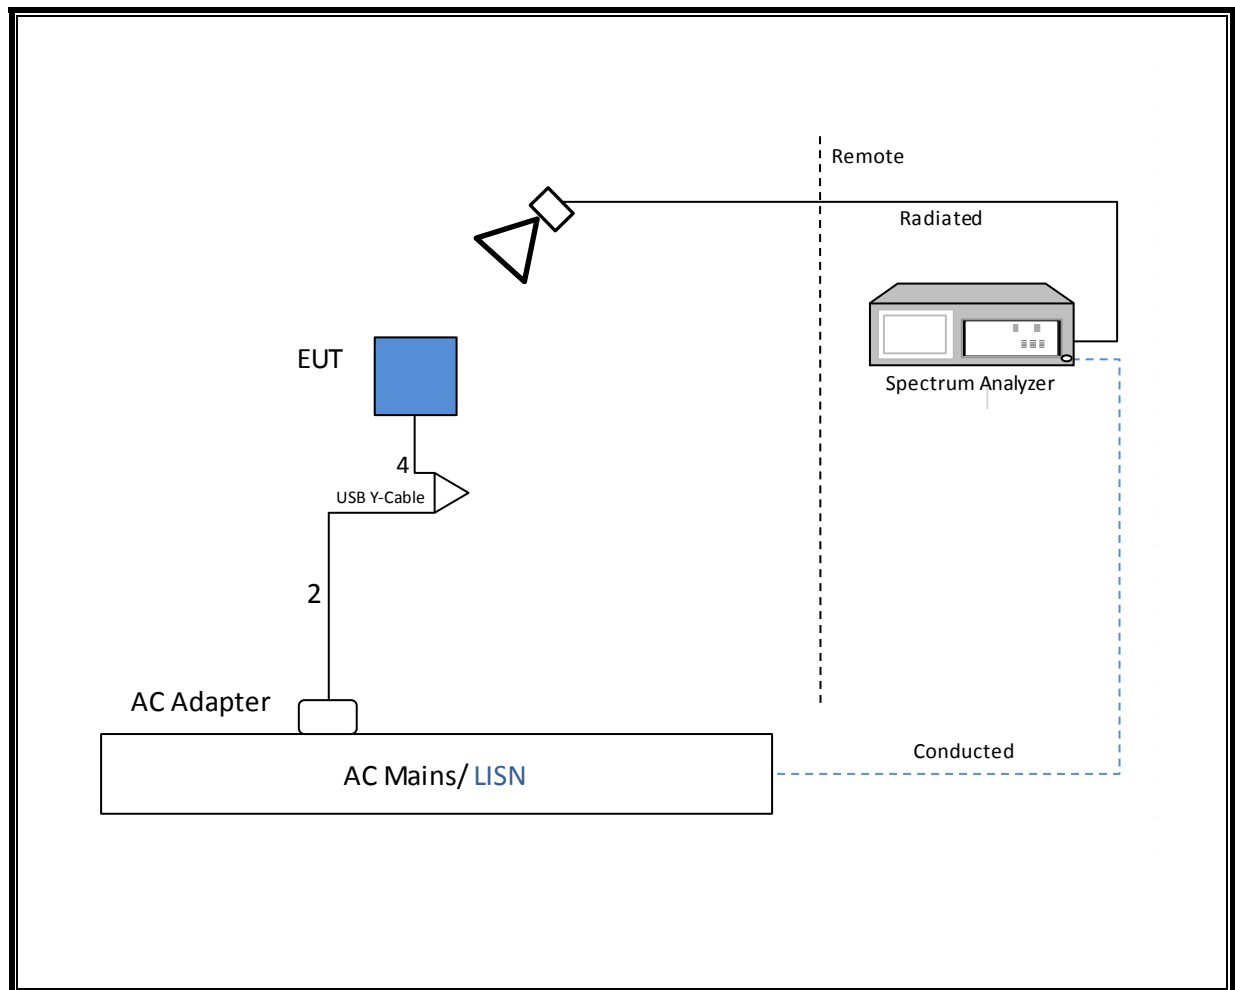 Remote
Radiated
EUT
Spectrum Analyzer
4
USB Y-Cable
2
AC Adapter
Conducted
AC Mains/ LISN